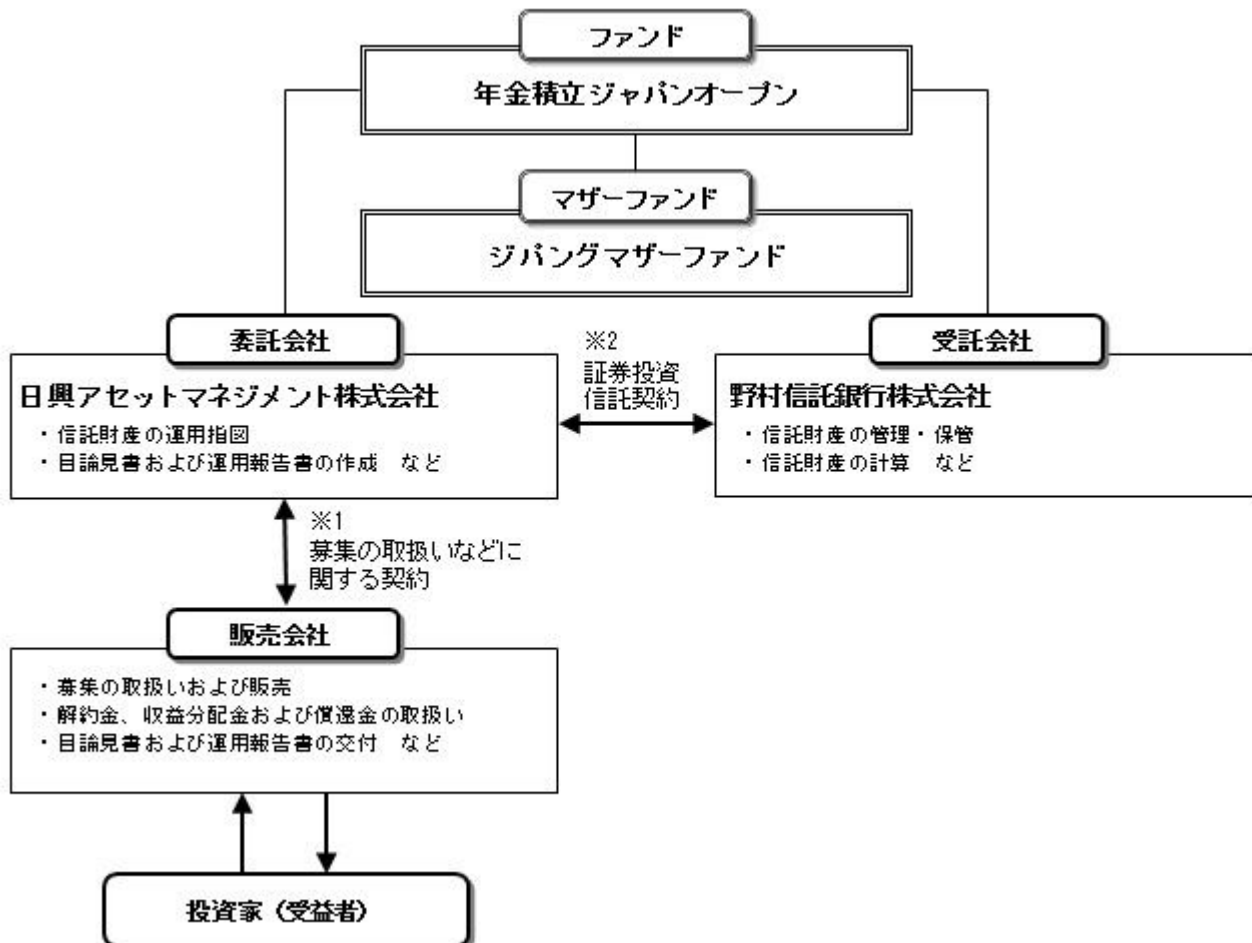 ファンド
年金積立ジャパンオープン
マザーファンド
ジパングマザーファンド
委託会社
日興アセットマネジメント株式会社
・信託財産の運用指図
・目論見書および運用報告書の作成　など
※2
証券投資
信託契約
受託会社
野村信託銀行株式会社
・信託財産の管理・保管
・信託財産の計算　など
※1
募集の取扱いなどに
関する契約
販売会社
・募集の取扱いおよび販売
・解約金、収益分配金および償還金の取扱い
・目論見書および運用報告書の交付　など
投資家（受益者）